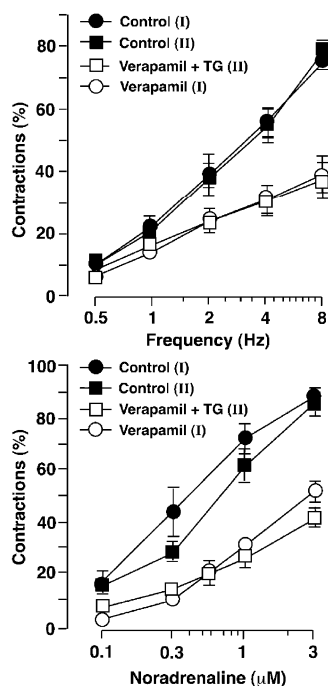 Control (I)
Control (II)
Verapamil + TG (II)
Verapamil (I)
Contractions (%)
80
60
40
20
0
0.5 1 2 4 8
Frequency (Hz)
Control (I)
Control (II)
Verapamil + TG (II)
Verapamil (I)
Contractions (%)
100
80
60
40
20
0
0.1 0.3 1 3
Noradrenaline (μM)